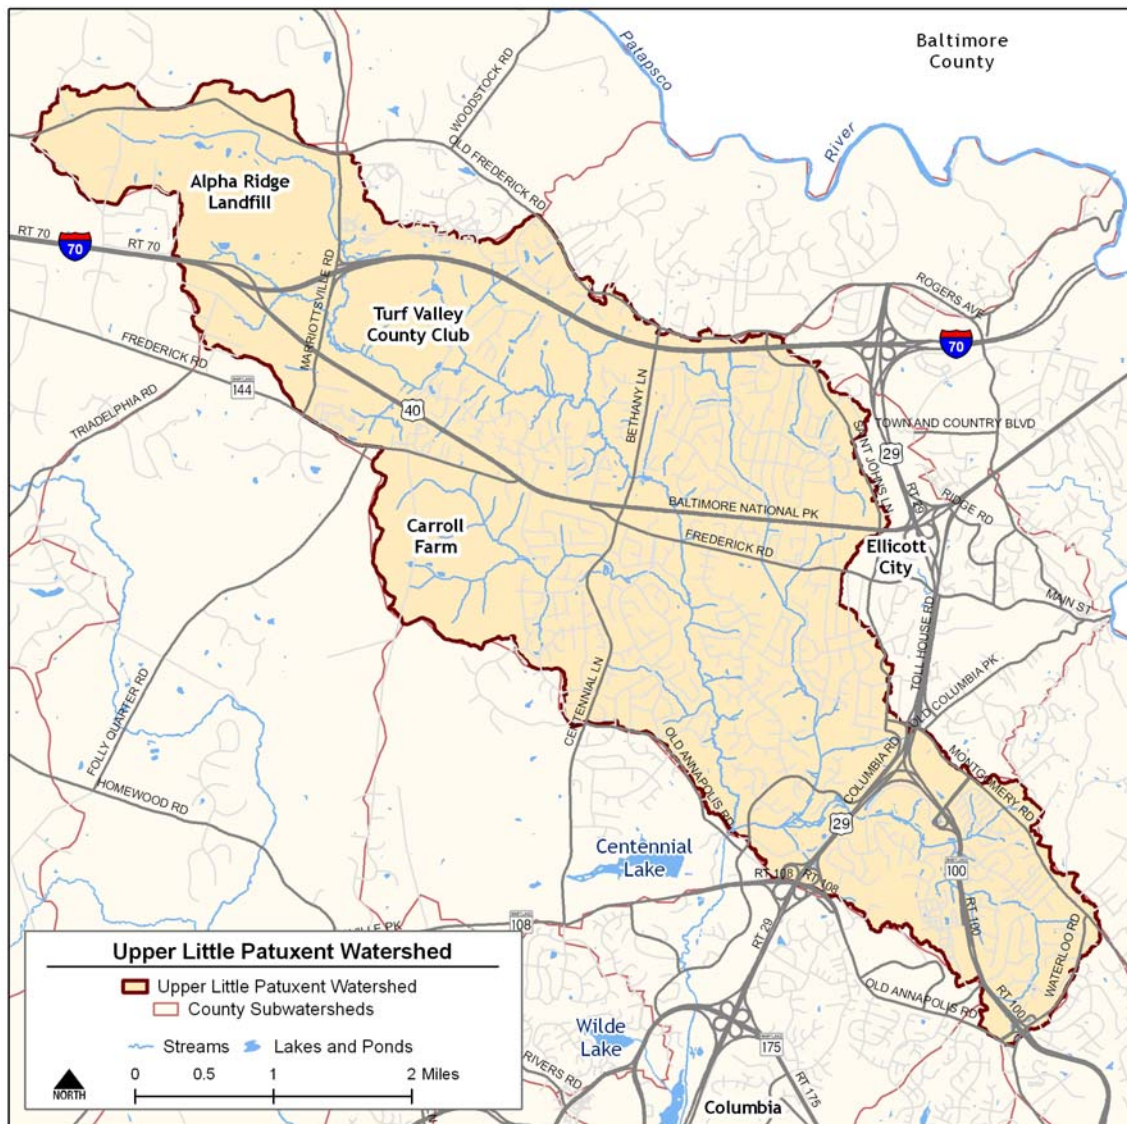 Baltimore
County
Patapsco
River
WOODSTOCK RD
OLD FREDERICK RD
Alpha Ridge
Landfill
RT 70
70
RT 70
MARRIOTTSVILLE RD
Turf Valley
County Club
ROGERS AVE
70
FREDERICK RD
144
TRIADELPHIA RD
40
BETHANY LN
SAINT JOHNS LN
TOWN AND COUNTRY BLVD
29
RT 29
RIDGE RD
BALTIMORE NATIONAL PK
FREDERICK RD
Carroll
Farm
Ellicott
City
MAIN ST
TOLL HOUSE RD
OLD COLUMBIA PK
FOLLY QUARTER RD
CENTENNIAL LN
HOMEWOOD RD
OLD ANNAPOLIS RD
COLUMBIA RD
MONTGOMERY RD
29
Centennial
Lake
RT 108
RT 108
MARYLAND
100
RT 100
WATERLOO RD
108
VILLE PK
RT 29
OLD ANNAPOLIS RD
RT 100
Wilde
Lake
175
RT 175
RIVERS RD
Columbia
Upper Little Patuxent Watershed
Upper Little Patuxent Watershed
County Subwatersheds
Streams
Lakes and Ponds
NORTH
0 0.5 1 2 Miles